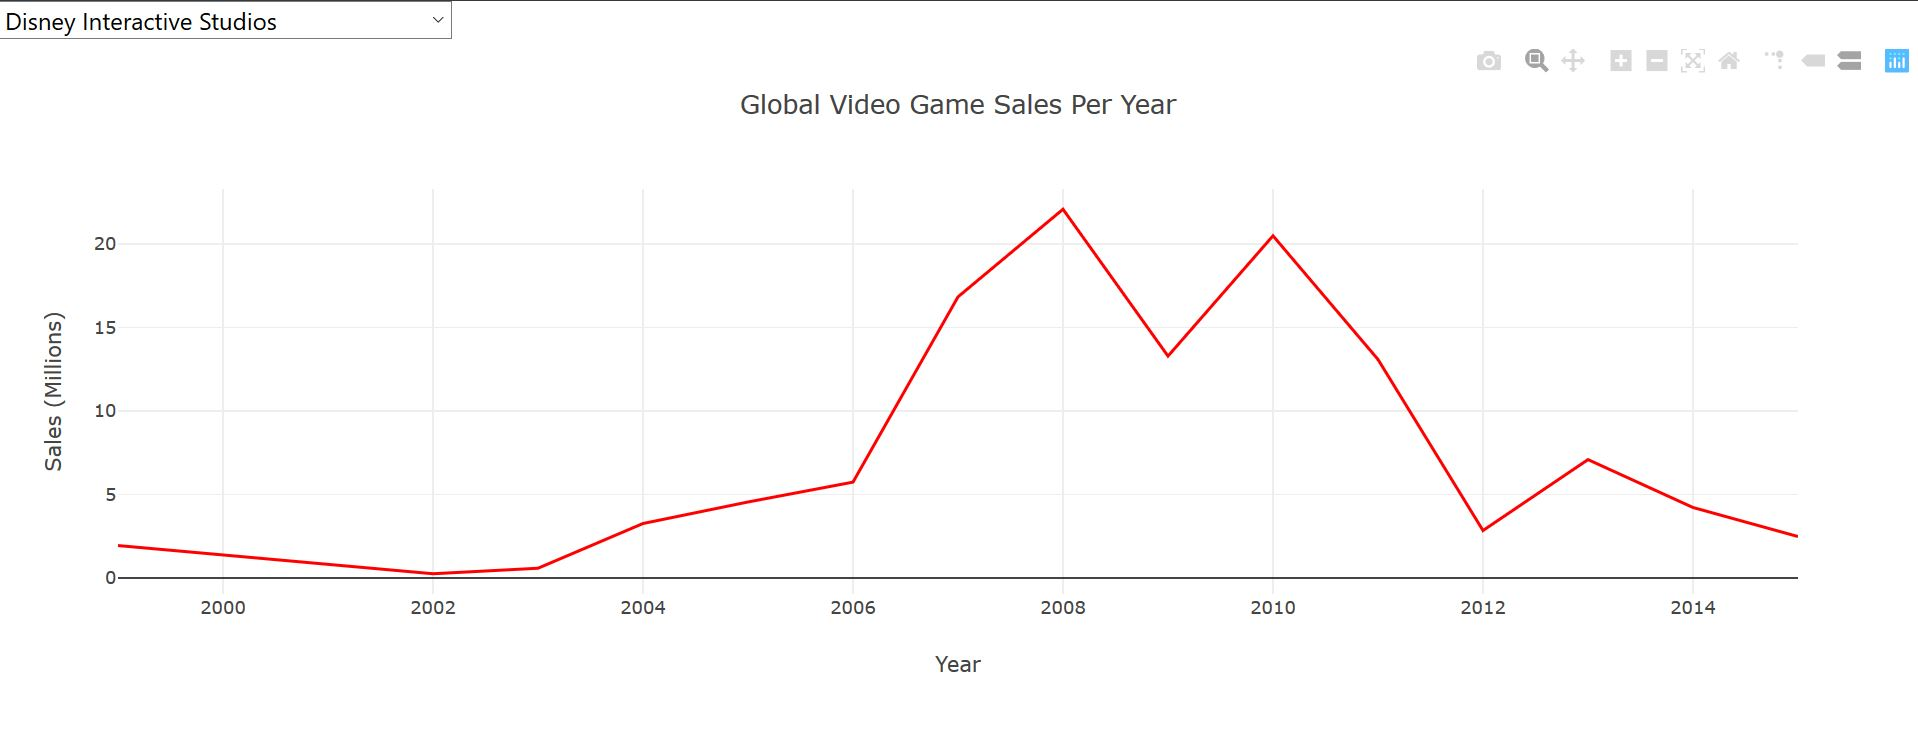 Disney Interactive Studios
Global Video Game Sales Per Year
Sales (Millions)
20
15
10
5
0
2000 2002 2004 2006 2008 2010 2012 2014
Year